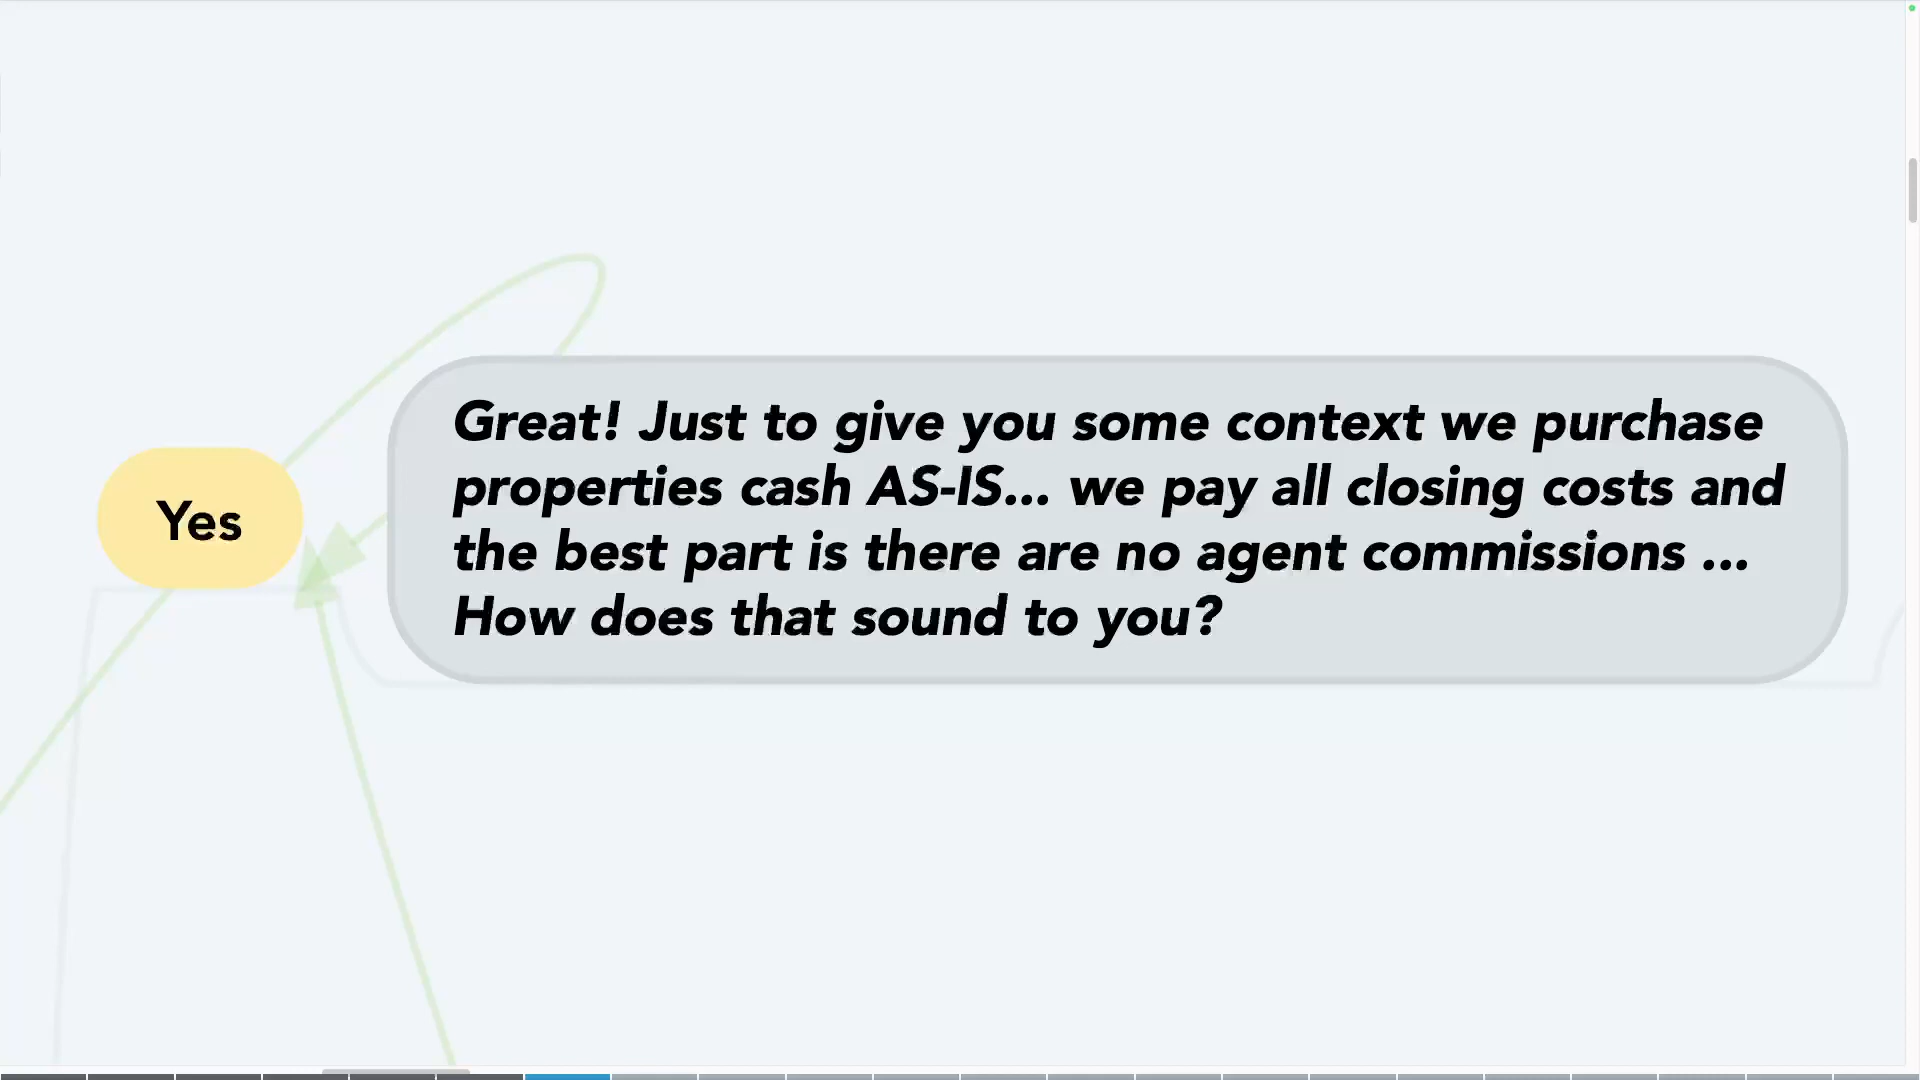 Yes
Great! Just to give you some context we purchase
properties cash AS-IS... we pay all closing costs and
the best part is there are no agent commissions ...
How does that sound to you?